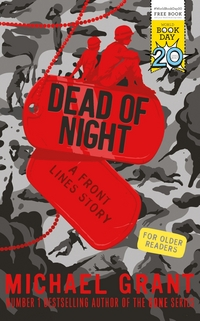 #WorldBookDay20
FREE BOOK
WORLD
BOOK
DAY
20
DEAD OF
NIGHT
A FRONT
LINES STORY
FOR OLDER
READERS
MICHAEL GRANT
NUMBER 1 BESTSELLING AUTHOR OF THE GONE SERIES